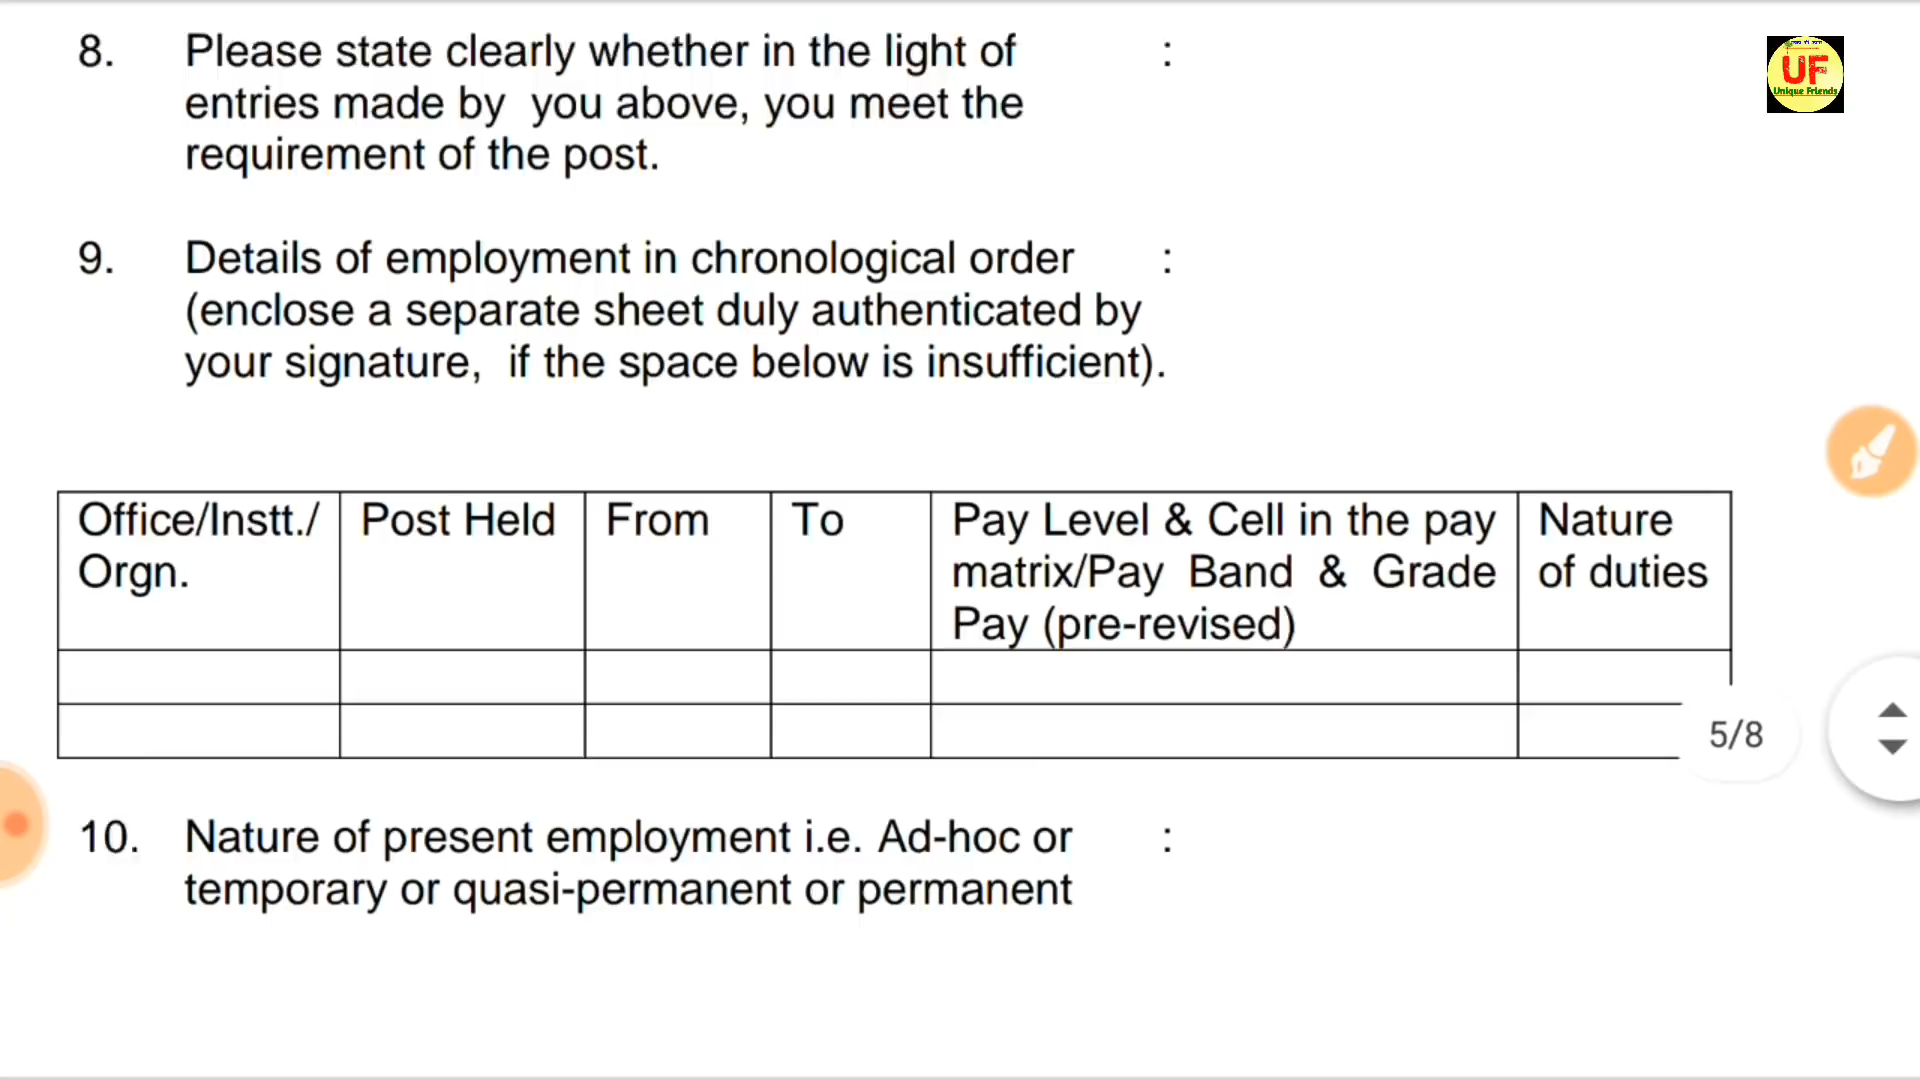 8. Please state clearly whether in the light of :
entries made by you above, you meet the
requirement of the post.
UF
Unique Friends
9. Details of employment in chronological order :
(enclose a separate sheet duly authenticated by
your signature, if the space below is insufficient).
Office/Instt./ Post Held From To Pay Level & Cell in the pay Nature
Orgn. matrix/Pay Band & Grade of duties
Pay (pre-revised)
5/8
10. Nature of present employment i.e. Ad-hoc or :
temporary or quasi-permanent or permanent